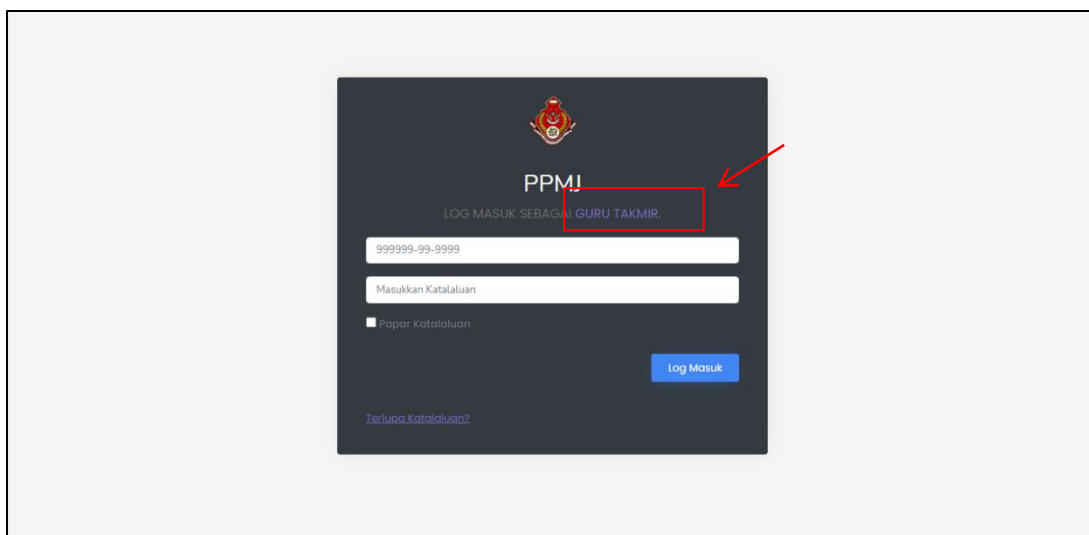 PPMJ
LOG MASUK SEBAGAI GURU TAKMIR.
999999-99-9999
Masukkan Katalaluan
Papar Katalaluan
Log Masuk
Terlupa Katalaluan?